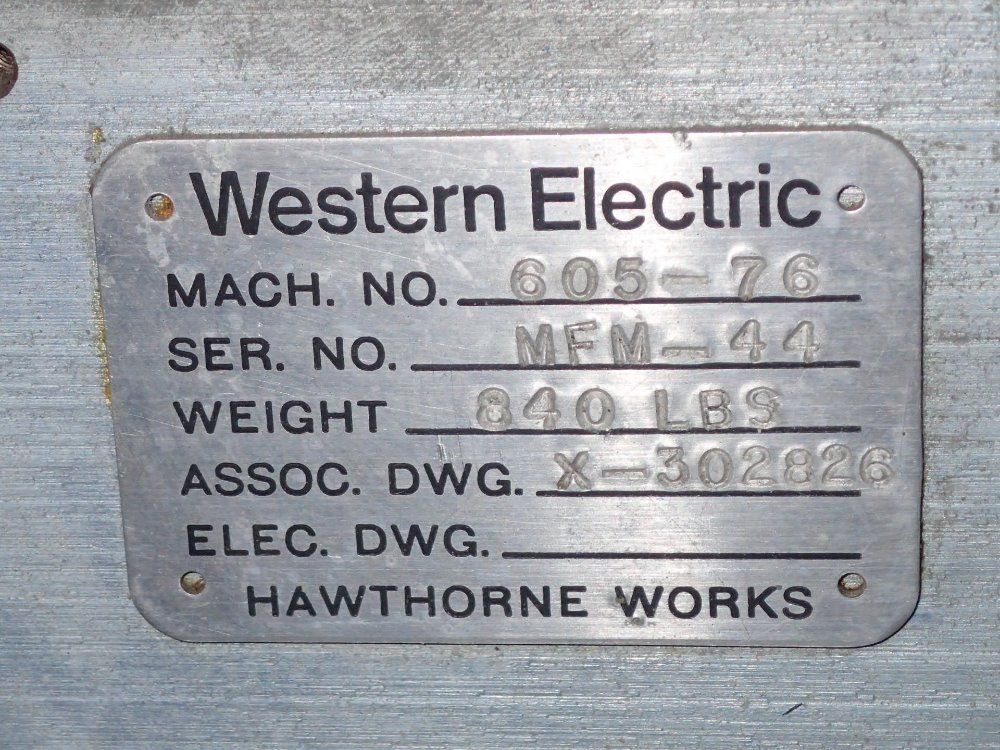 Western Electric
MACH. NO. 605-76
SER. NO. MFM-44
WEIGHT 840 LBS
ASSOC. DWG. X-302826
ELEC. DWG.
HAWTHORNE WORKS